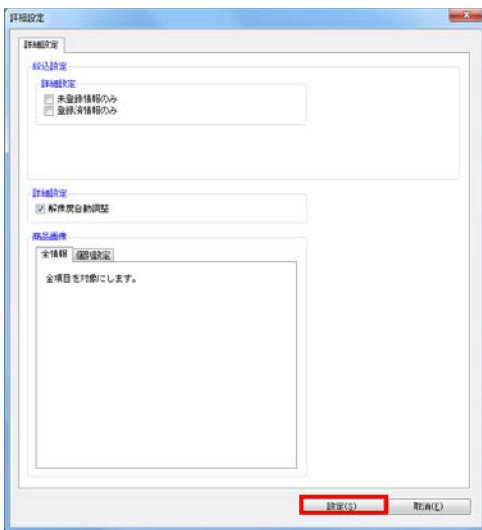 詳細設定
詳細設定
絞込設定
詳細設定
未登録情報のみ
登録済情報のみ
詳細設定
解像度自動調整
商品画像
全情報 個別設定
全項目を対象にします。
設定(S) 取消(E)